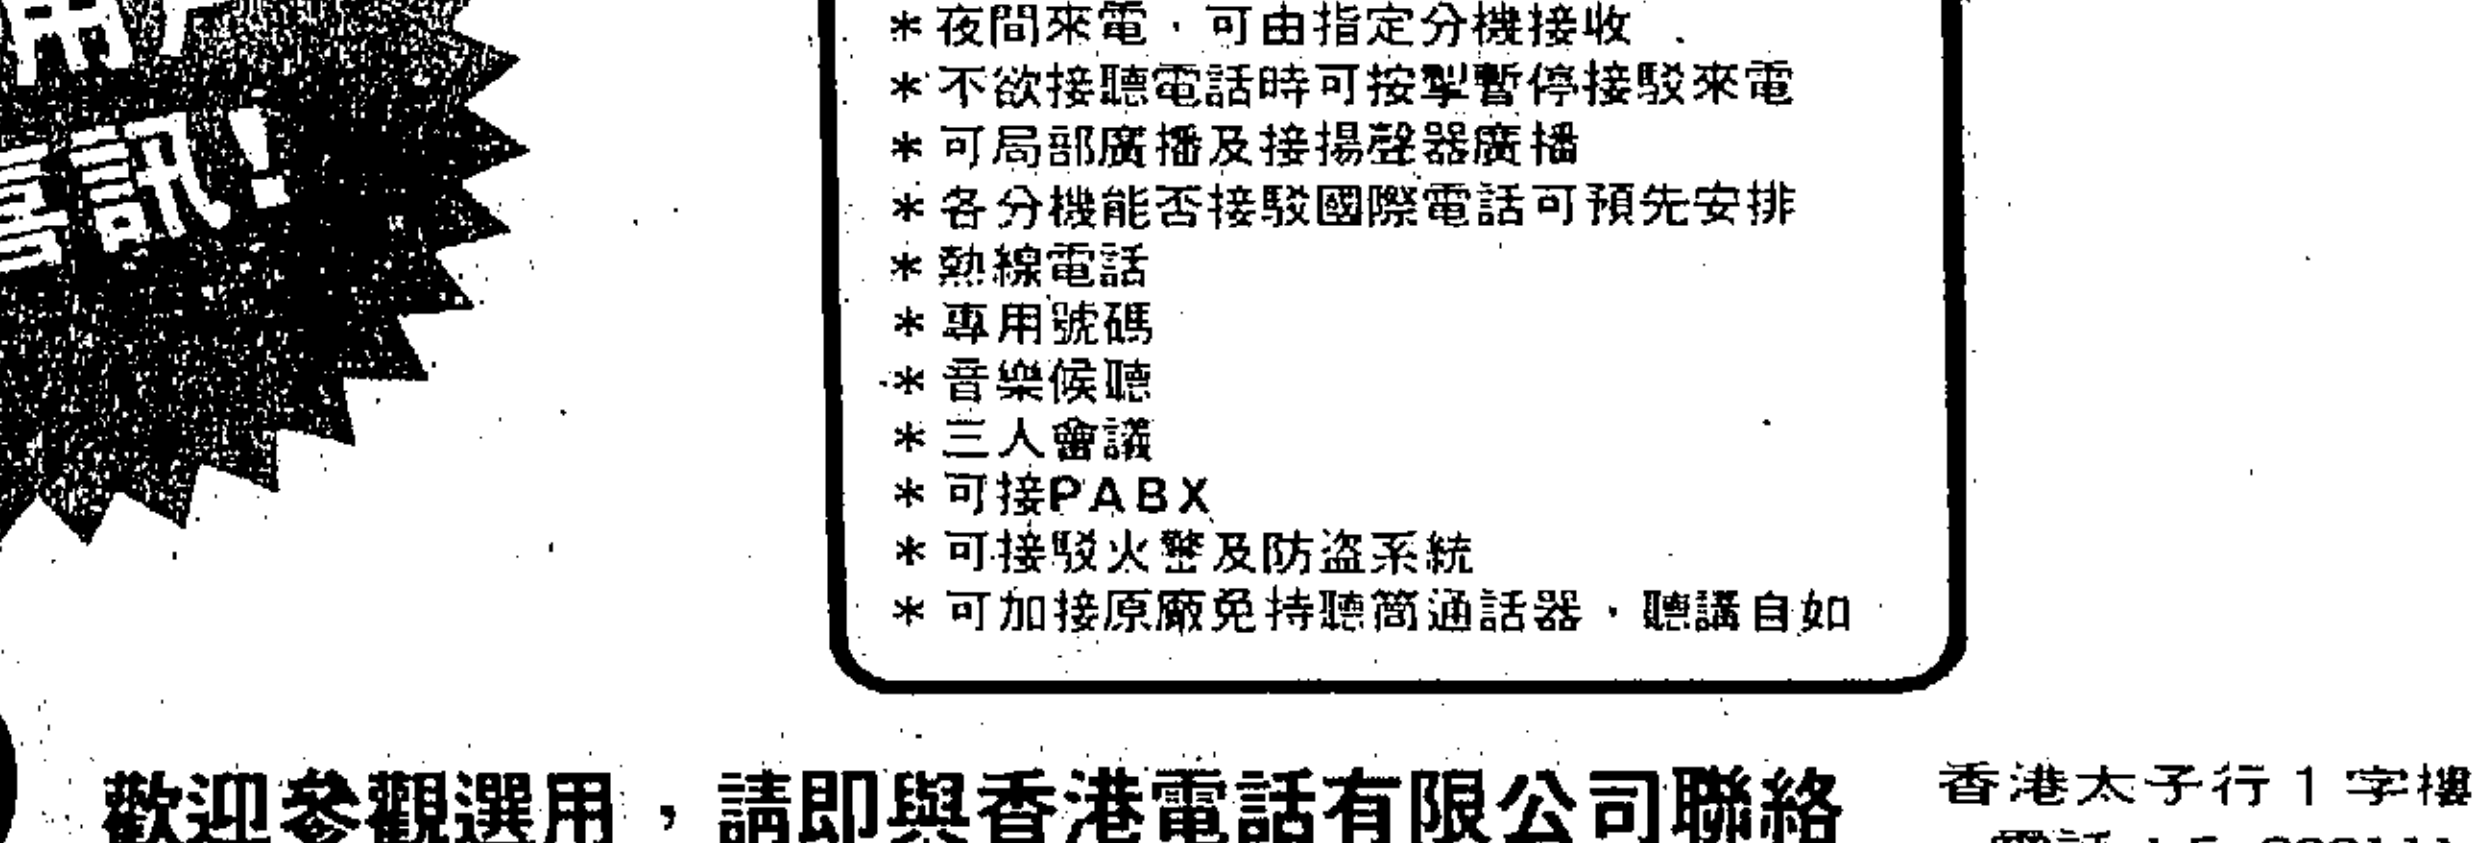 用,
訊!
*夜間來電，可由指定分機接收
*不欲接聽電話時可按掣暫停接駁來電
*可局部廣播及接揚聲器廣播
*各分機能否接駁國際電話可預先安排
*熱線電話
*專用號碼
*音樂候聽
*三人會議
*可接PABX
*可接駁火警及防盜系統
*可加接原廠免持聽筒通話器，聽講自如
歡迎參觀選用，請即與香港電話有限公司聯絡
香港太子行1字樓
電話